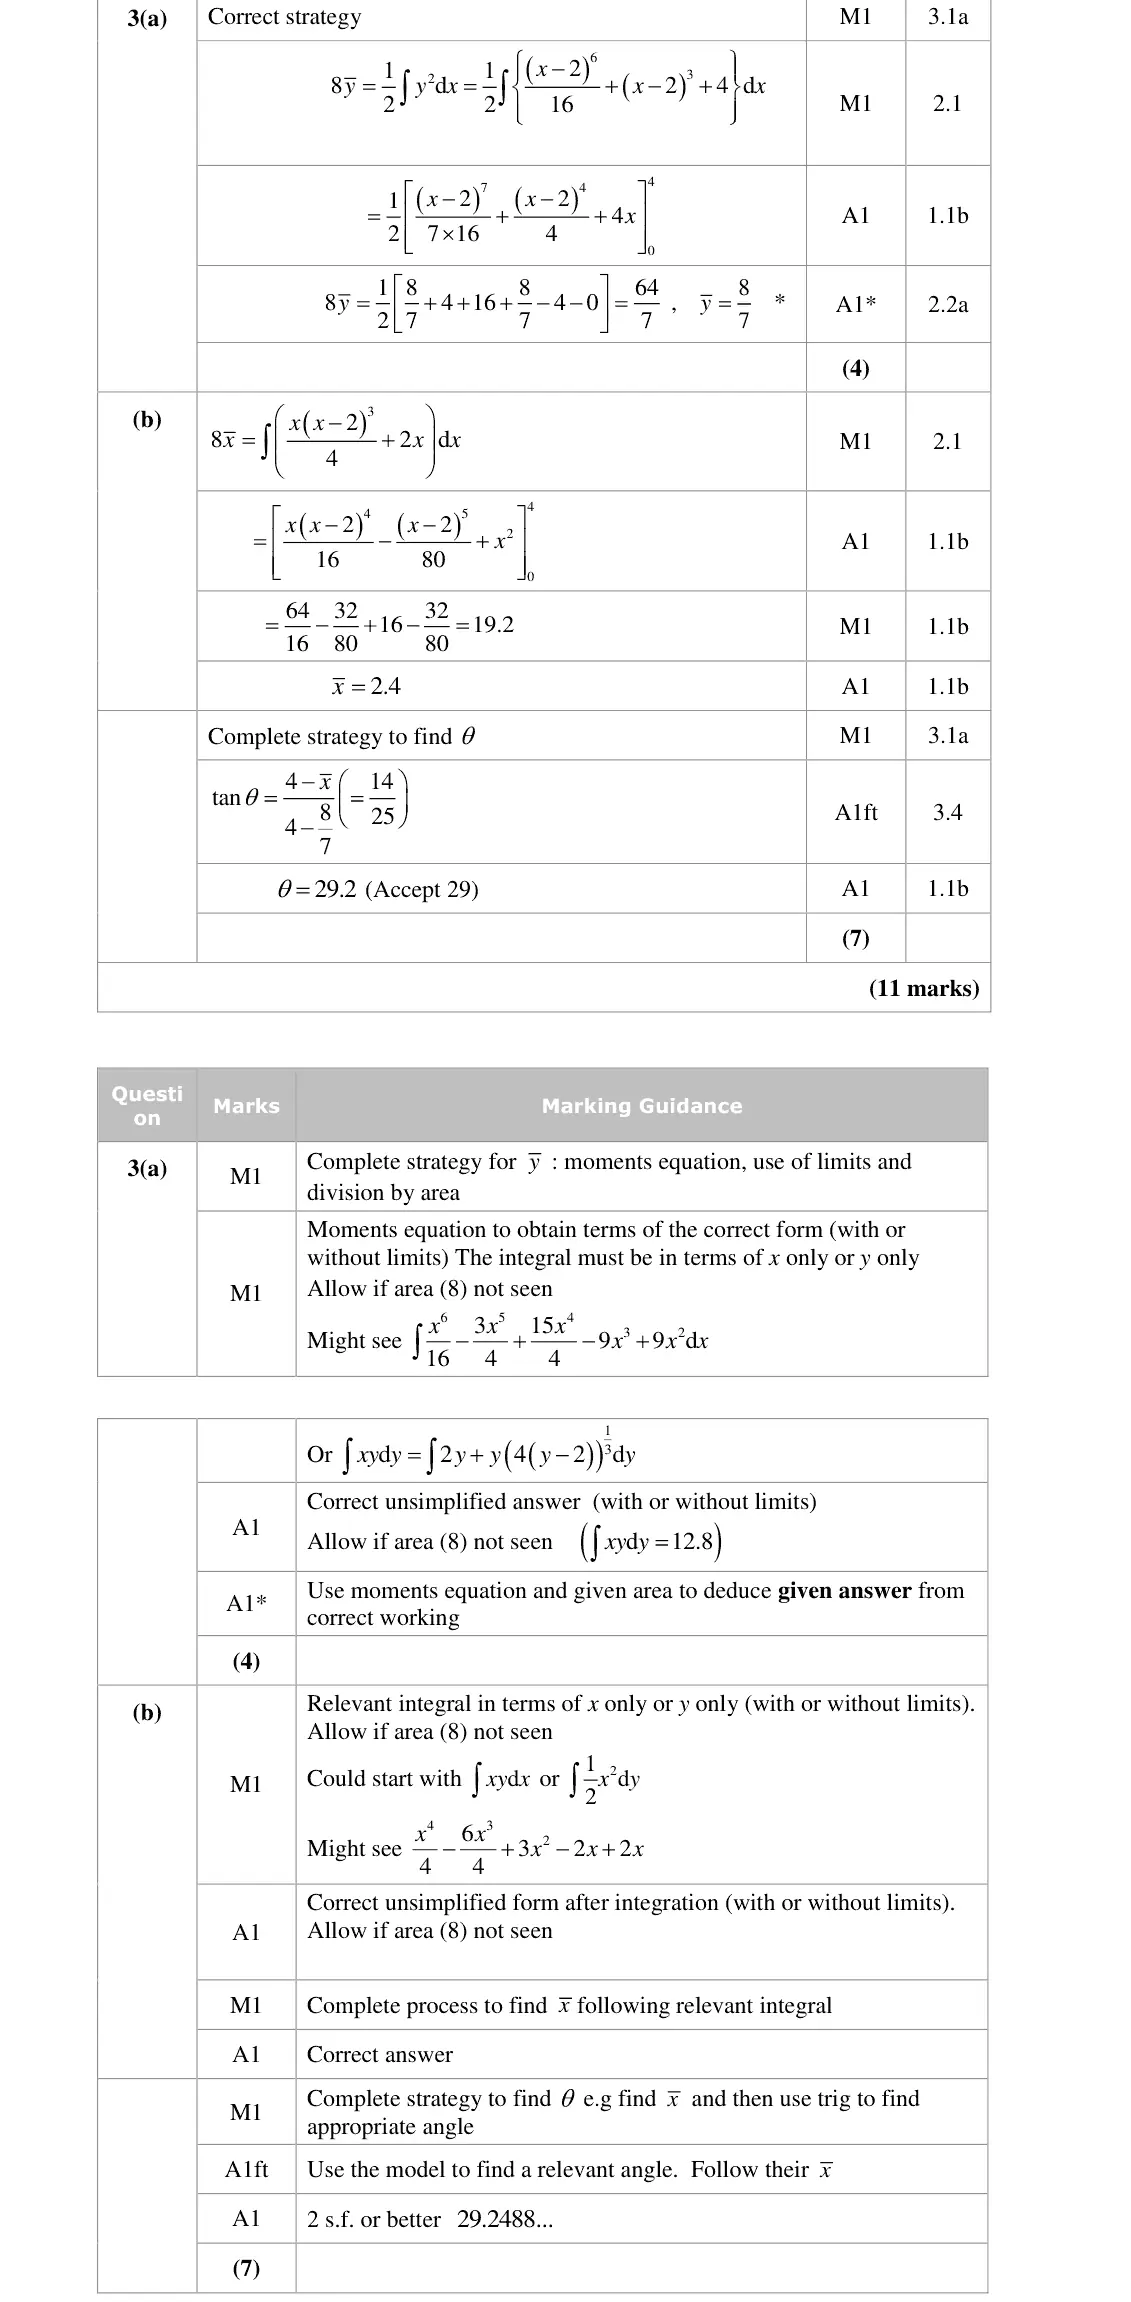 3(a) Correct strategy M1 3.1a
8x̄ȳ = 1/2 ∫ y²dx = 1/2 ∫ {(x−2)⁶/16 + (x−2)³ + 4} dx M1 2.1
= 1/2 [(x−2)⁷/(7×16) + (x−2)⁴/4 + 4x]₀⁴ A1 1.1b
8ȳ = 1/2 [8/7 + 4 + 16 + 8/7 − 4 − 0] = 64/7 , ȳ = 8/7 * A1* 2.2a
(4)
(b) 8x̄ = ∫ (x(x−2)³/4 + 2x) dx M1 2.1
= [x(x−2)⁴/16 − (x−2)⁵/80 + x²]₀⁴ A1 1.1b
= 64/16 − 32/80 + 16 − 32/80 = 19.2 M1 1.1b
x̄ = 2.4 A1 1.1b
Complete strategy to find θ M1 3.1a
tan θ = (4 − x̄)/(4 − 8/7) (= 14/25) A1ft 3.4
θ = 29.2 (Accept 29) A1 1.1b
(7)
(11 marks)
Questi
on Marks Marking Guidance
3(a) M1 Complete strategy for ȳ : moments equation, use of limits and
division by area
M1 Moments equation to obtain terms of the correct form (with or
without limits) The integral must be in terms of x only or y only
Allow if area (8) not seen
Might see ∫ x⁶/16 − 3x⁵/4 + 15x⁴/4 − 9x³ + 9x²dx
Or ∫ xydy = ∫ 2y + y(4(y−2))^(1/3) dy
A1 Correct unsimplified answer (with or without limits)
Allow if area (8) not seen (∫ xydy = 12.8)
A1* Use moments equation and given area to deduce given answer from
correct working
(4)
(b) M1 Relevant integral in terms of x only or y only (with or without limits).
Allow if area (8) not seen
Could start with ∫ xydx or ∫ 1/2 x²dy
Might see x⁴/4 − 6x³/4 + 3x² − 2x + 2x
A1 Correct unsimplified form after integration (with or without limits).
Allow if area (8) not seen
M1 Complete process to find x̄ following relevant integral
A1 Correct answer
M1 Complete strategy to find θ e.g find x̄ and then use trig to find
appropriate angle
A1ft Use the model to find a relevant angle. Follow their x̄
A1 2 s.f. or better 29.2488...
(7)